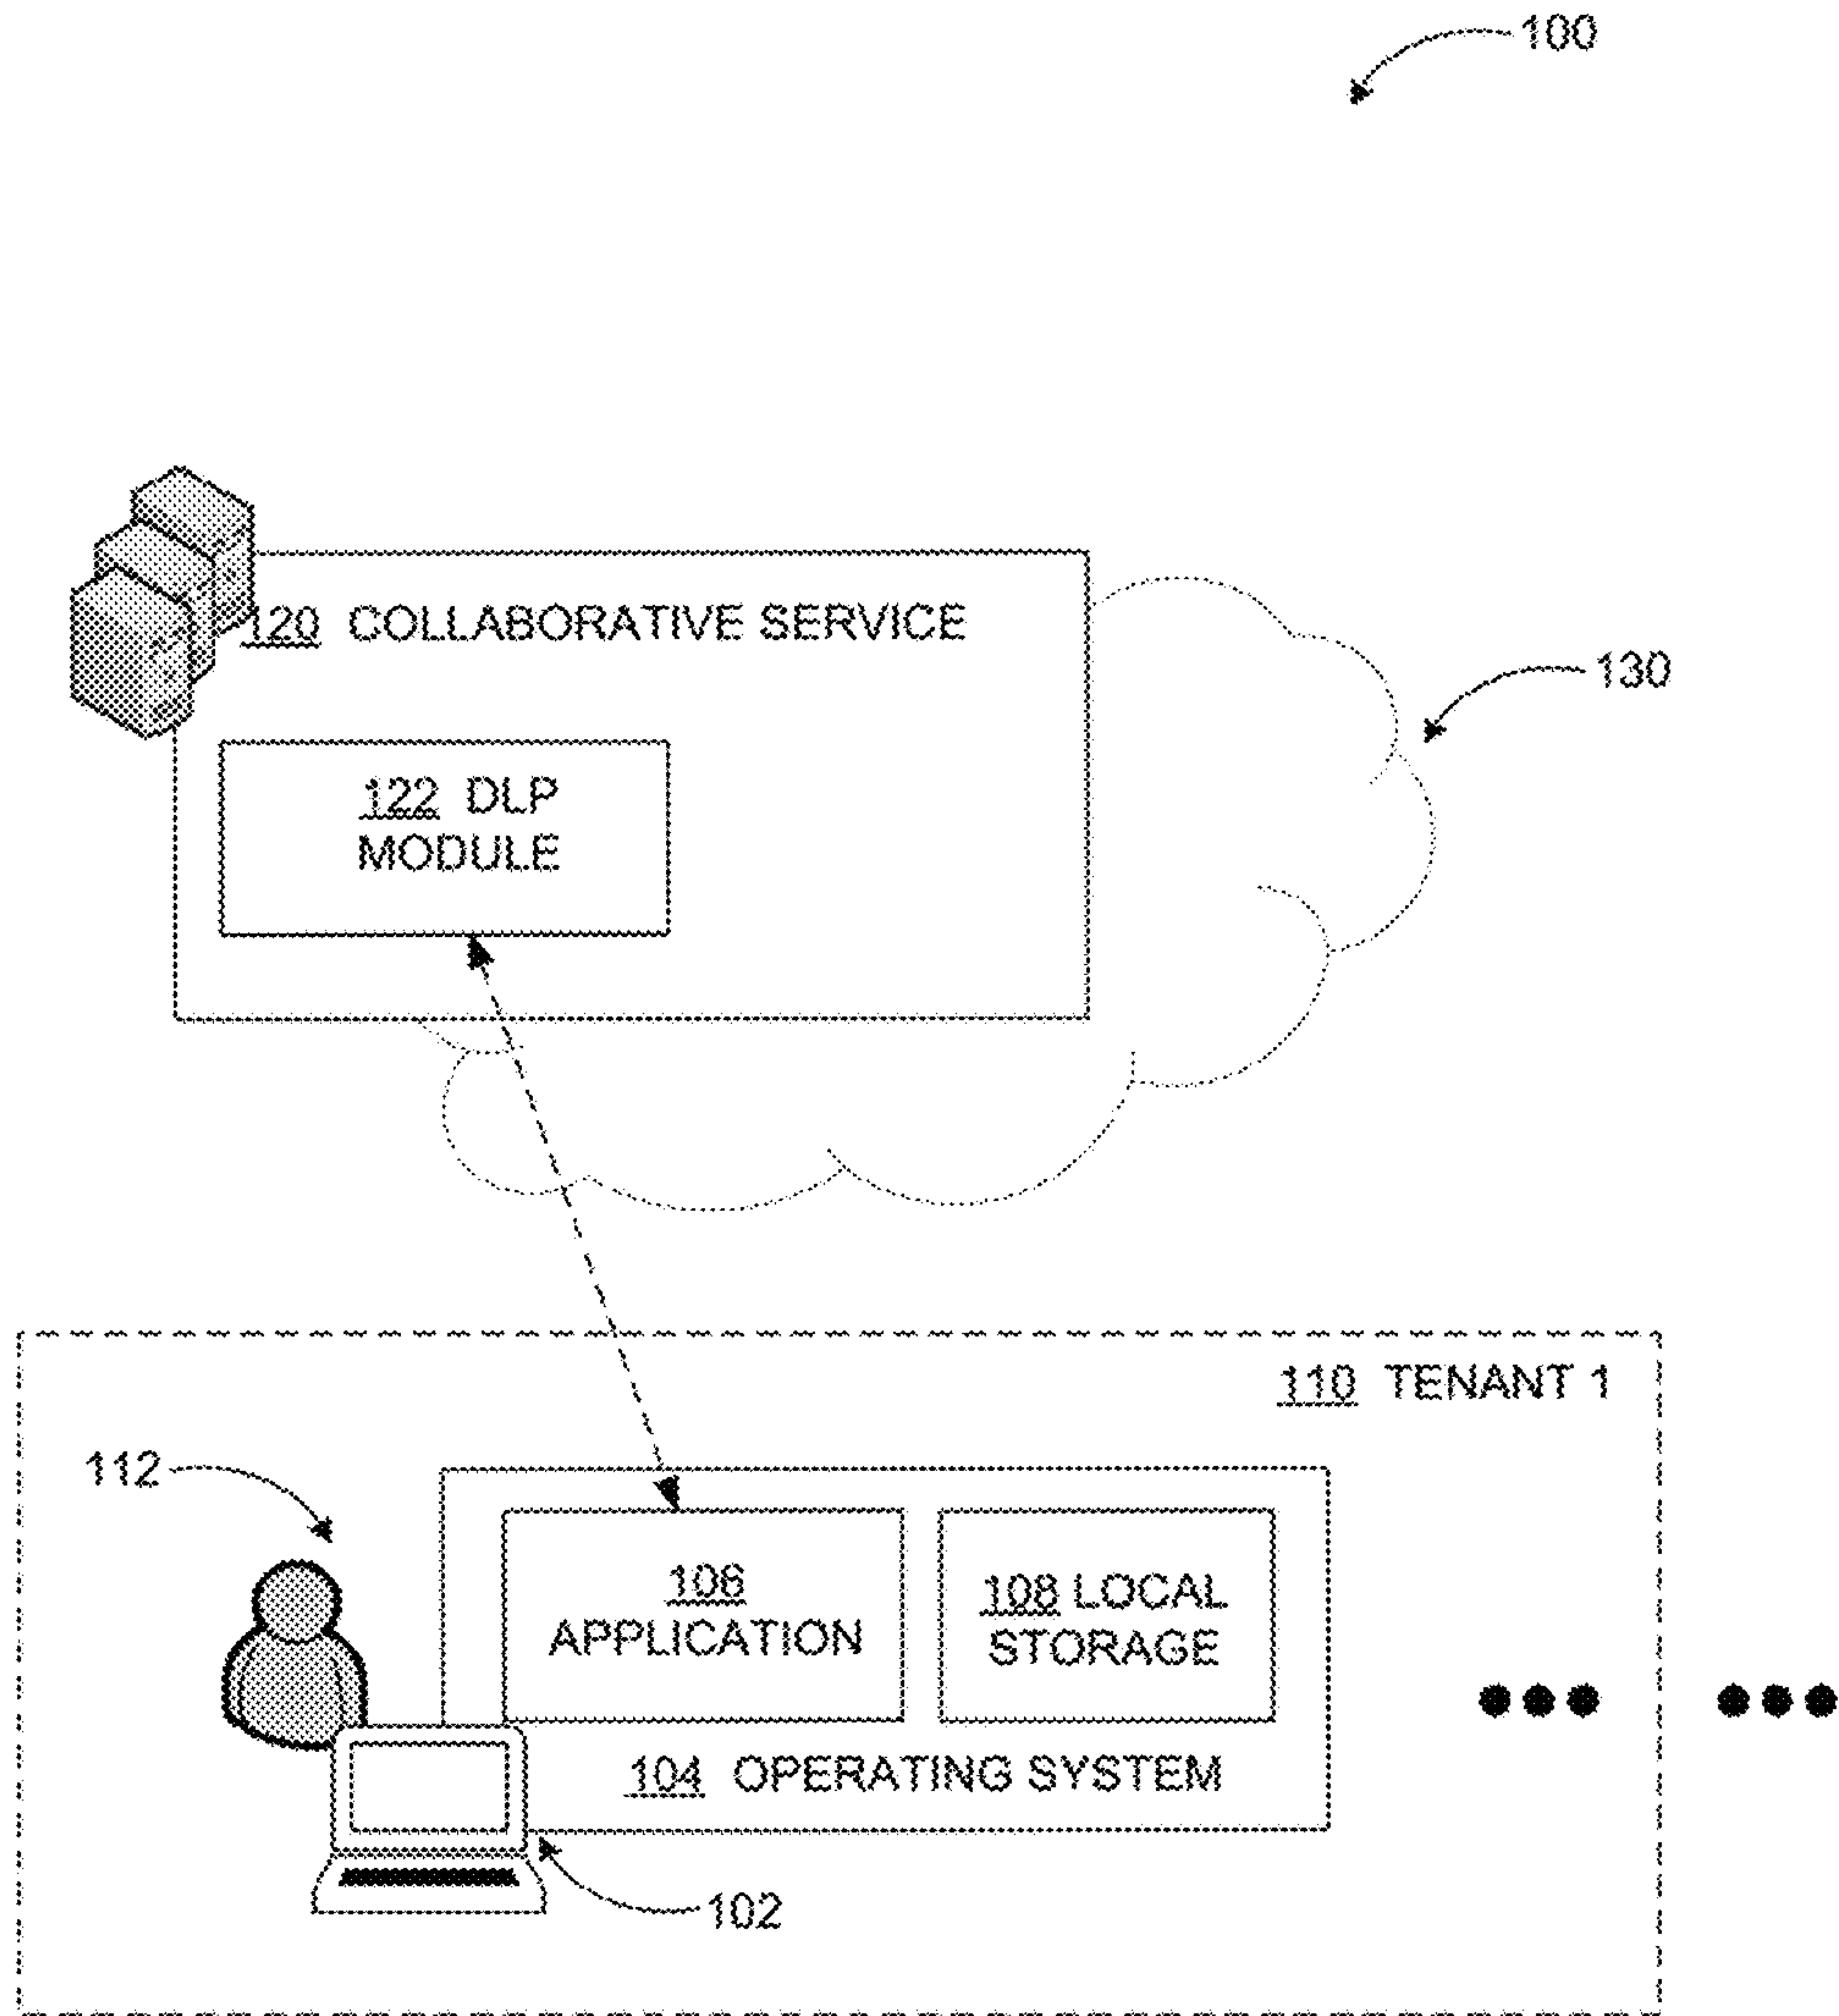 100
120 COLLABORATIVE SERVICE
130
122 DLP
MODULE
110 TENANT 1
112
106
APPLICATION
108 LOCAL
STORAGE
104 OPERATING SYSTEM
102